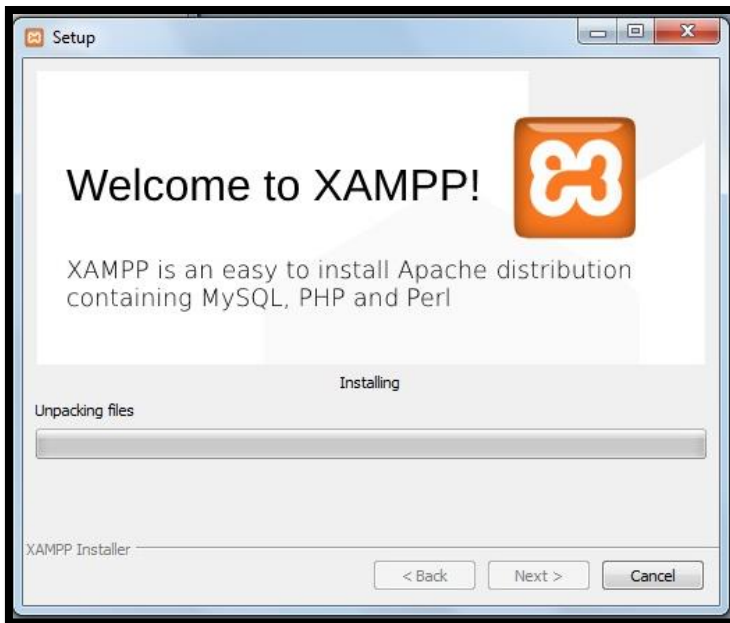 Setup
Welcome to XAMPP!
XAMPP is an easy to install Apache distribution
containing MySQL, PHP and Perl
Installing
Unpacking files
XAMPP Installer
< Back
Next >
Cancel